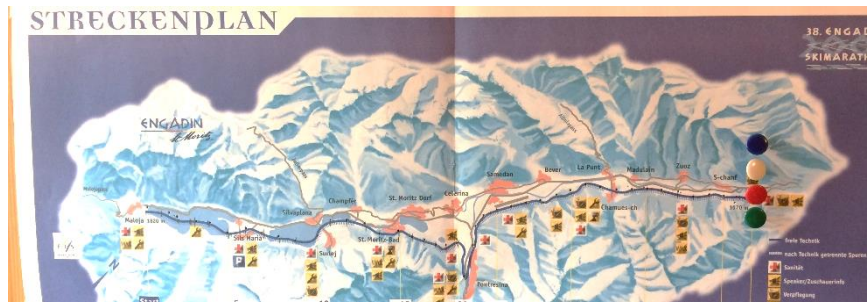 STRECKENPLAN
38. ENGAD
SKIMARATH
ENGADIN
St. Moritz
Albulapass
La Punt
Madulain
Zuoz
S-chanf
Bever
Samedan
Celerina
St. Moritz Dorf
Champfèr
Silvaplana
Maloja
1820 m
Sils Maria
Surlej
St. Moritz-Bad
Pontresina
Chamues-ch
1670 m
P
freie Technik
nach Technik getrennte Spuren
Sanität
Speaker/Zuschauerinfo
Verpflegung
Start